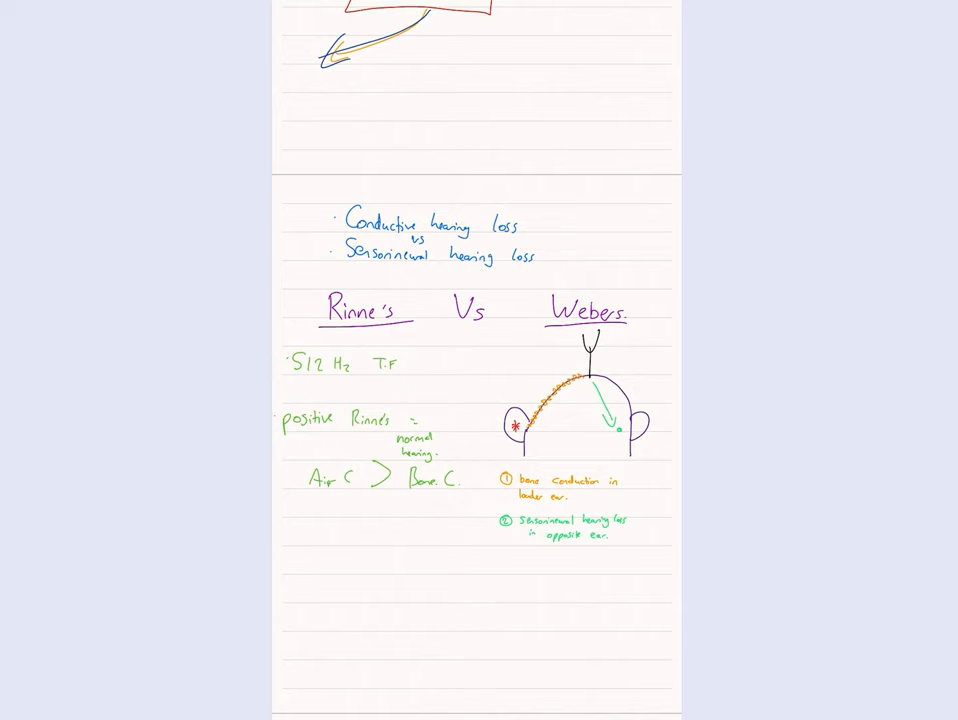 · Conductive hearing loss
vs
· Sensorineural hearing loss
Rinne's Vs Webers.
· 512 Hz T.F
· positive Rinne's =
normal
hearing.
Air C > Bone. C.
*
① bone conduction in
louder ear.
② Sensorineural hearing loss
in opposite ear.